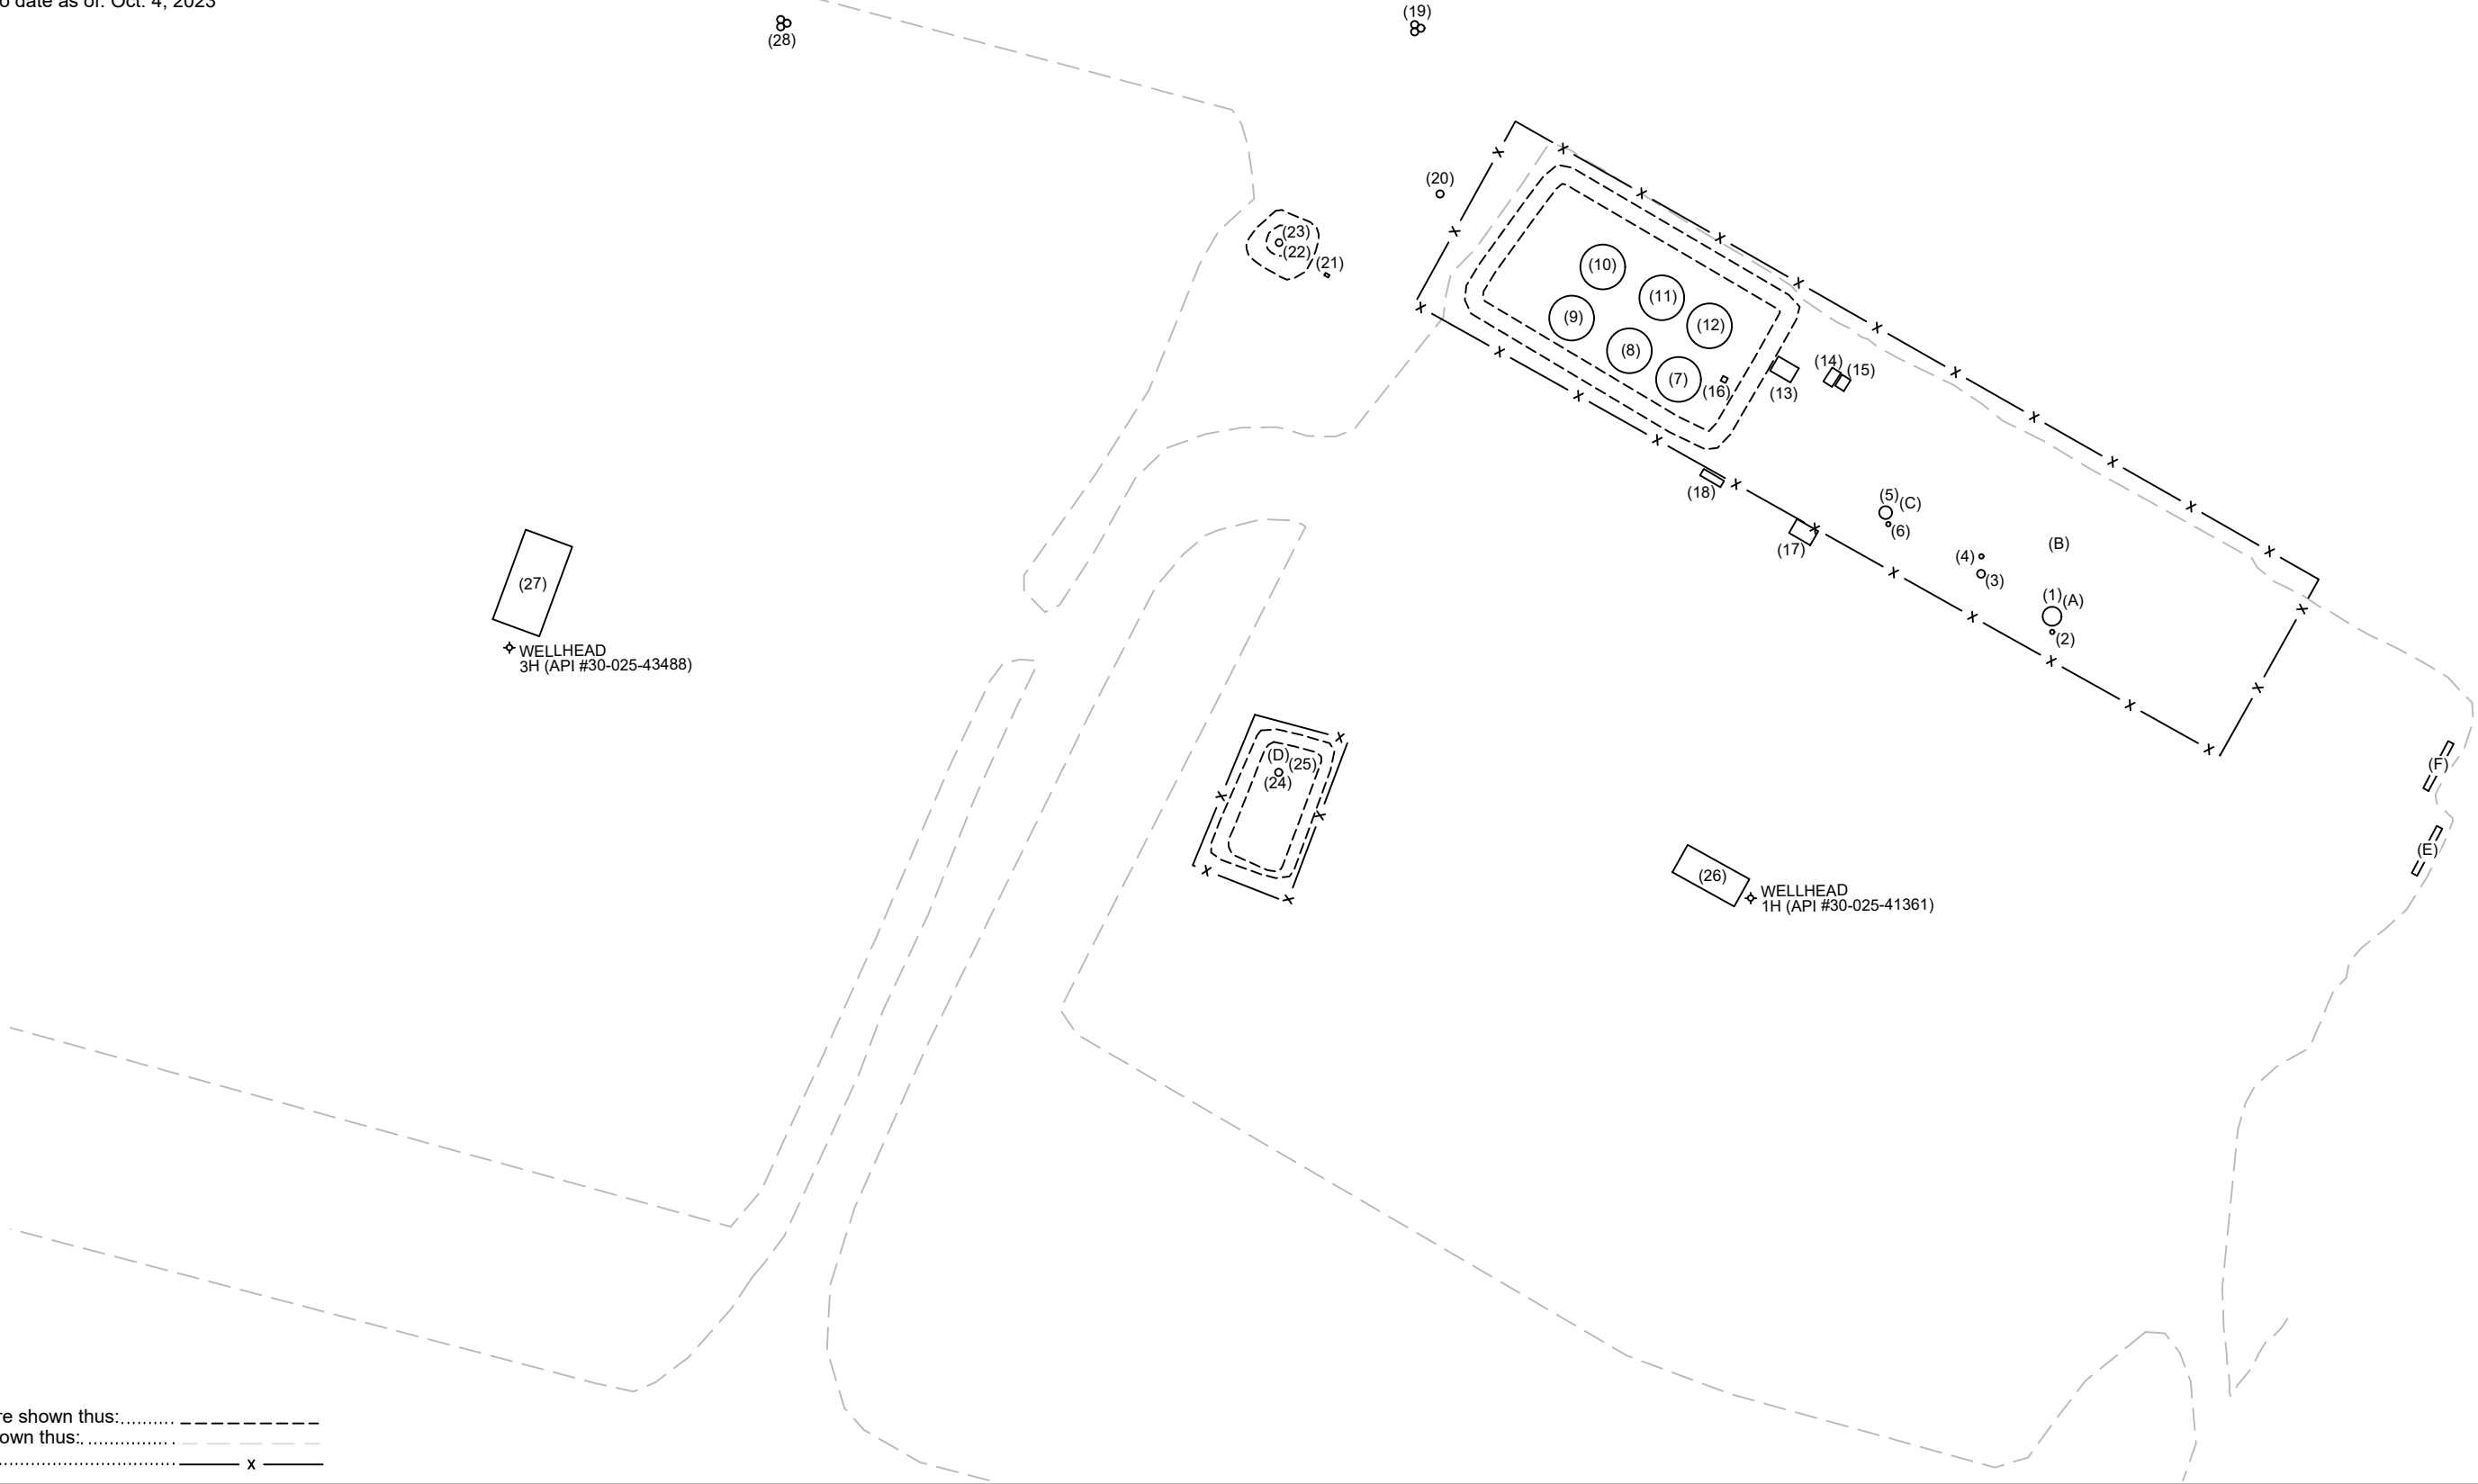 o date as of: Oct. 4, 2023
(19)
(28)
(20)
(23)
(22)
(21)
(10)
(11)
(9)
(12)
(8)
(14)
(15)
(7)
(16)
(13)
(18)
(5)
(C)
(6)
(17)
(B)
(4)
(3)
(27)
(1)
(A)
(2)
WELLHEAD
3H (API #30-025-43488)
(D)
(25)
(24)
(F)
(E)
(26)
WELLHEAD
1H (API #30-025-41361)
re shown thus:
own thus:
x